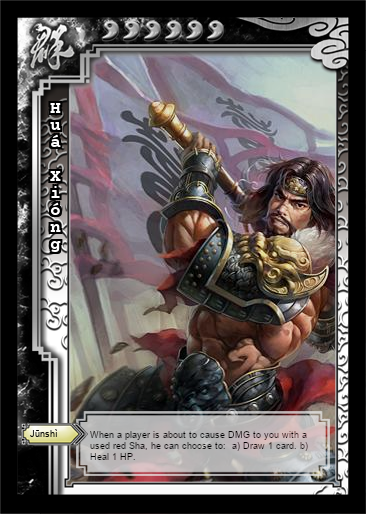 群
Huá Xióng
Jūnshì
When a player is about to cause DMG to you with a
used red Sha, he can choose to: a) Draw 1 card. b)
Heal 1 HP.